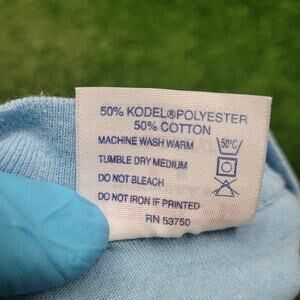 50% KODEL®POLYESTER
50% COTTON
MACHINE WASH WARM 50°C
TUMBLE DRY MEDIUM
DO NOT BLEACH
DO NOT IRON IF PRINTED
RN 53750